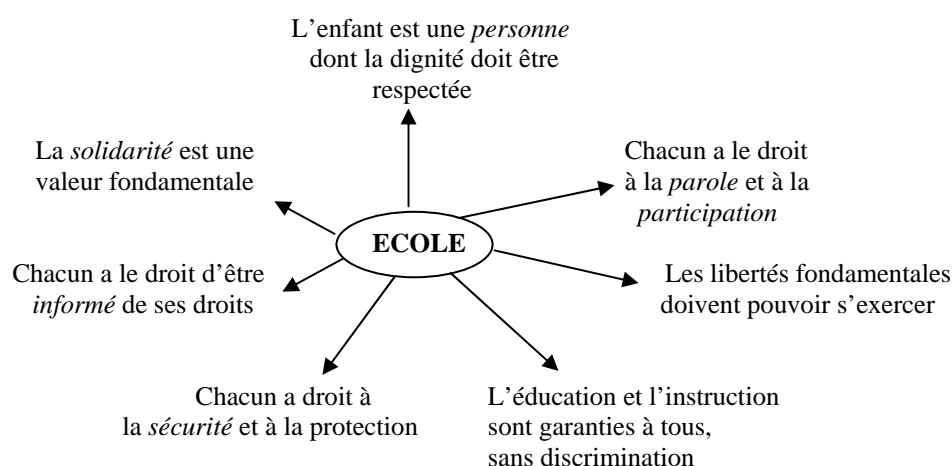 L'enfant est une personne
dont la dignité doit être
respectée
La solidarité est une
valeur fondamentale
Chacun a le droit
à la parole et à la
participation
ECOLE
Chacun a le droit d'être
informé de ses droits
Les libertés fondamentales
doivent pouvoir s'exercer
Chacun a droit à
la sécurité et à la protection
L'éducation et l'instruction
sont garanties à tous,
sans discrimination